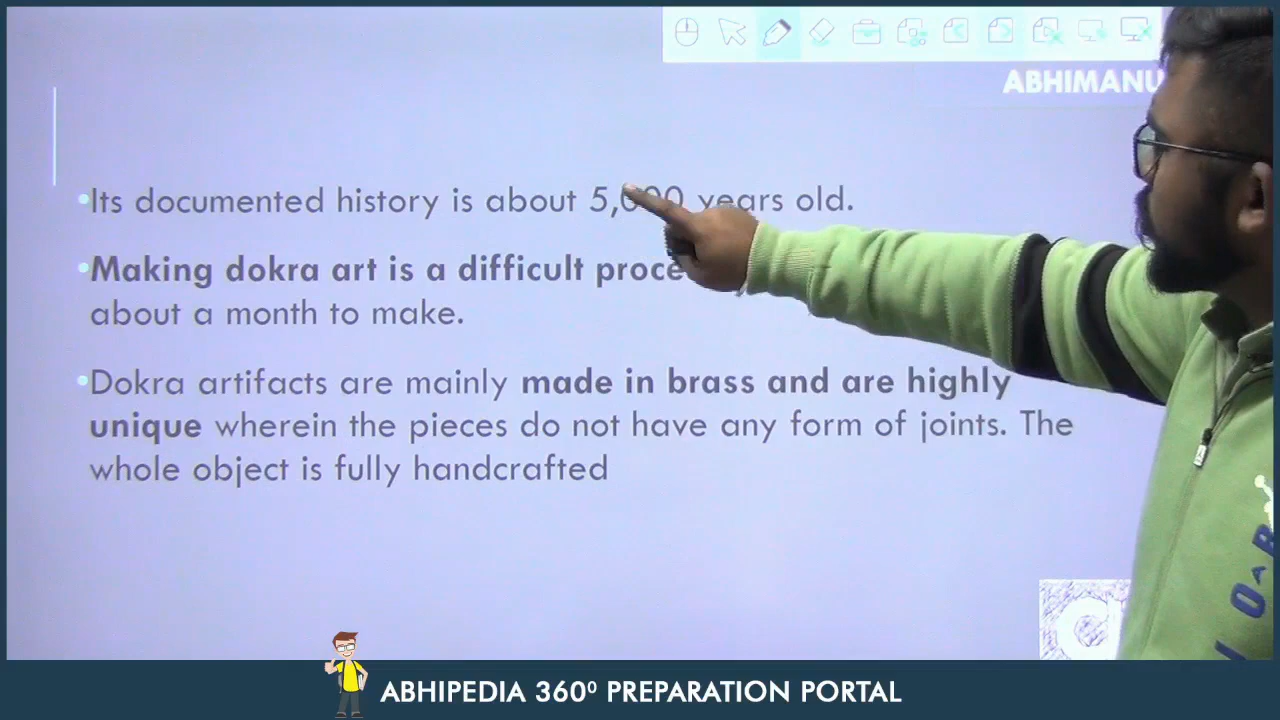 ABHIMANU
•Its documented history is about 5,000 years old.
•Making dokra art is a difficult
about a month to make.
•Dokra artifacts are mainly made in brass and are highly
unique wherein the pieces do not have any form of joints. The
whole object is fully handcrafted
ABHIPEDIA 360⁰ PREPARATION PORTAL